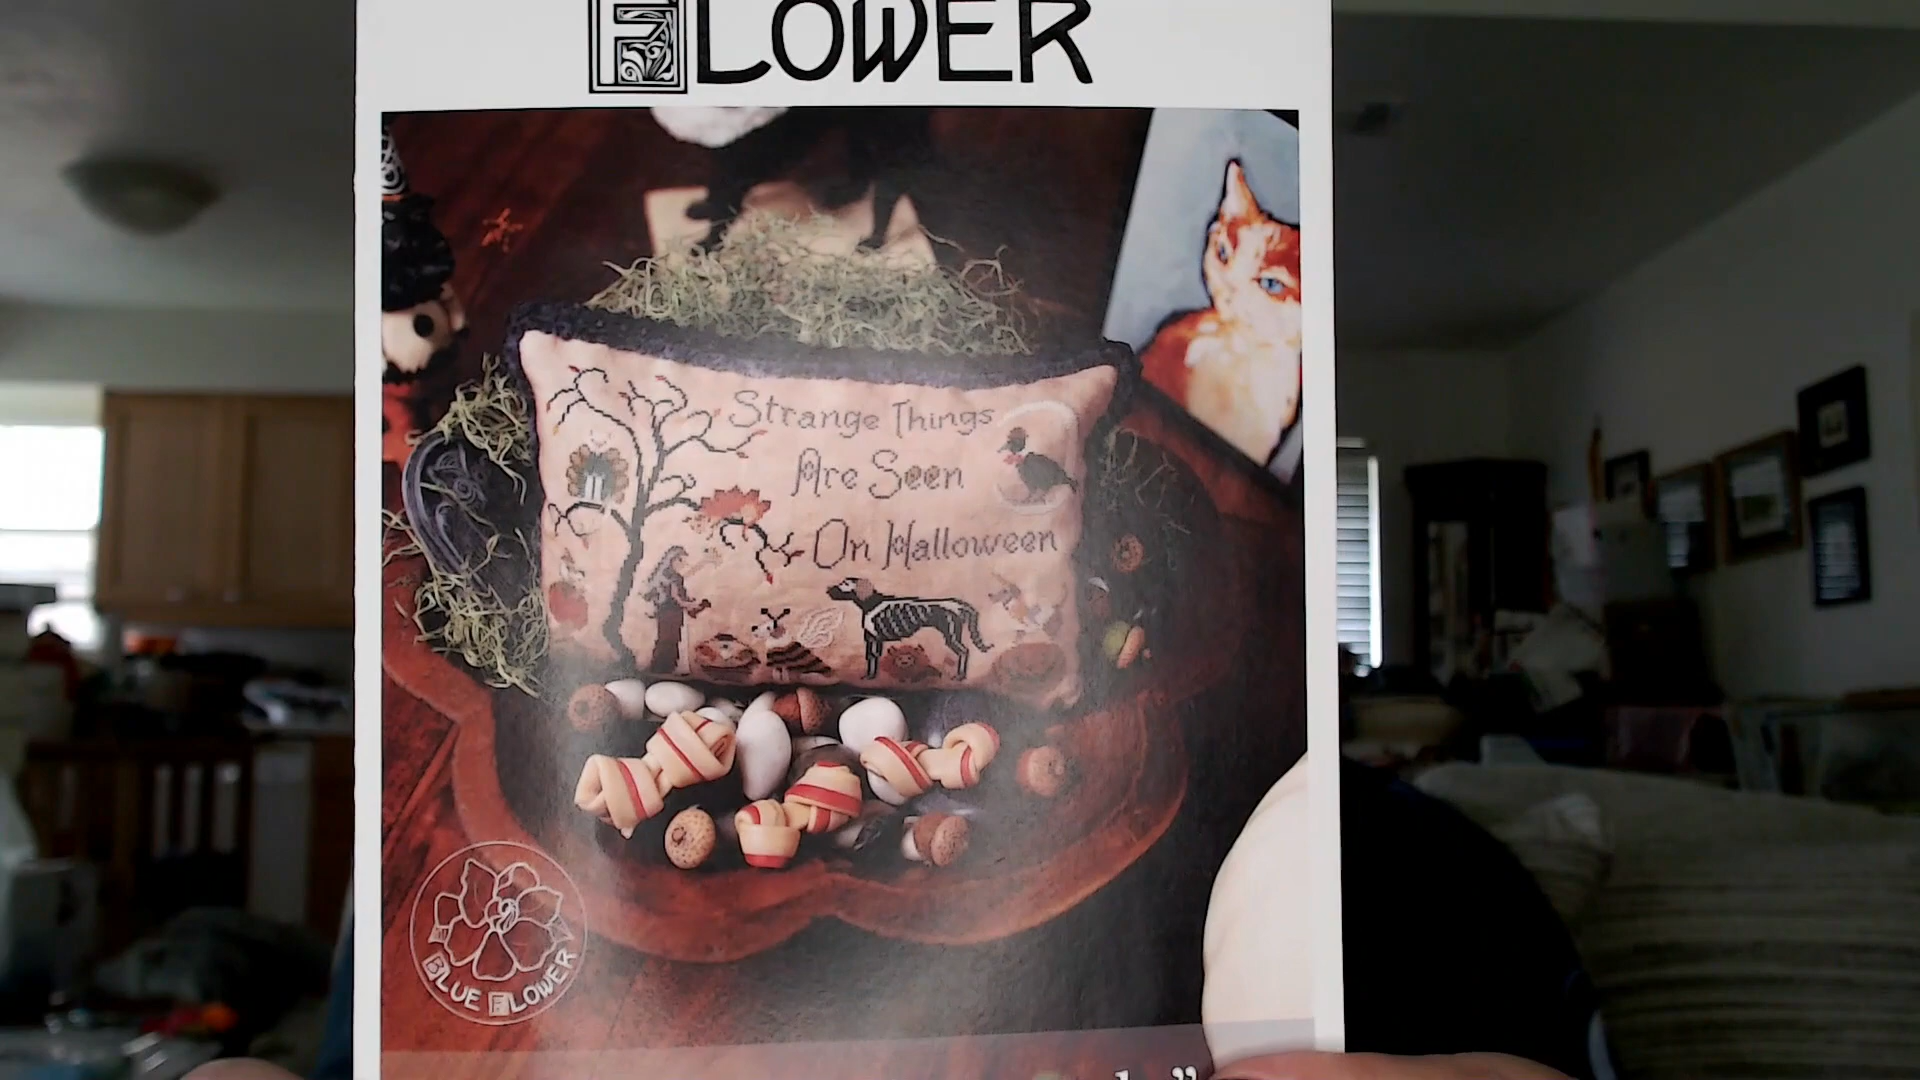 FLOWER
Strange Things
Are Seen
On Halloween
BLUE FLOWER